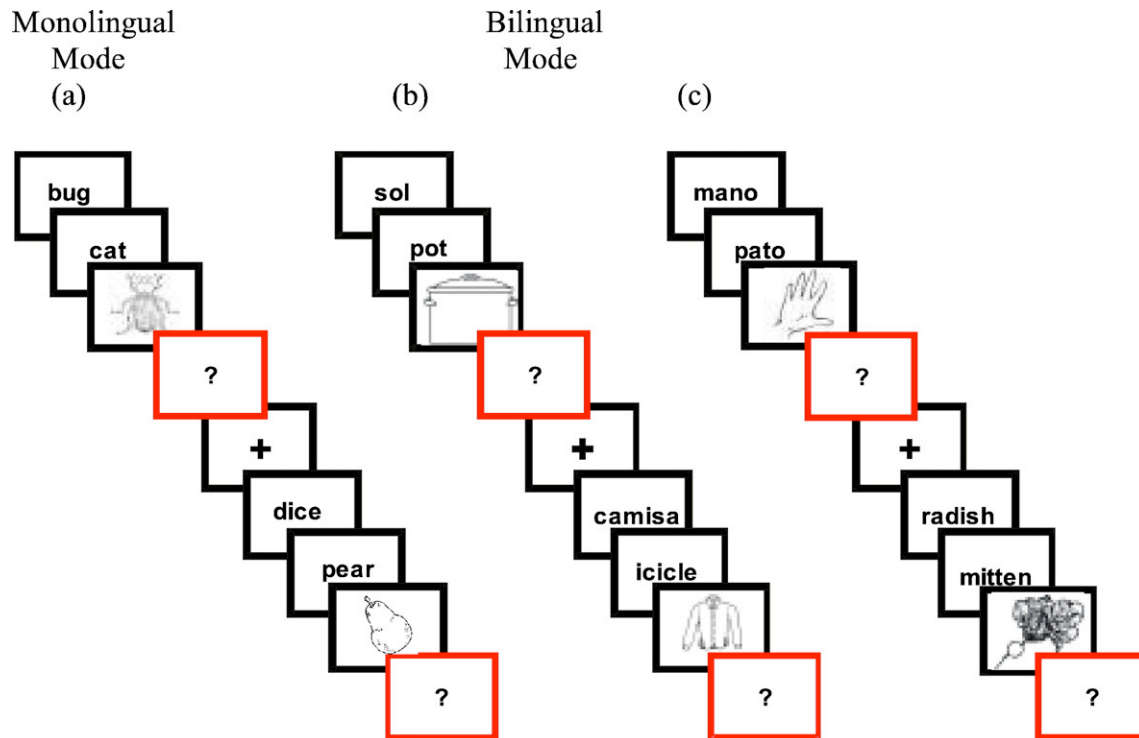 Monolingual
Mode
(a)
Bilingual
Mode
(b)
(c)
bug
cat
?
+
dice
pear
?
sol
pot
?
+
camisa
icicle
?
mano
pato
?
+
radish
mitten
?